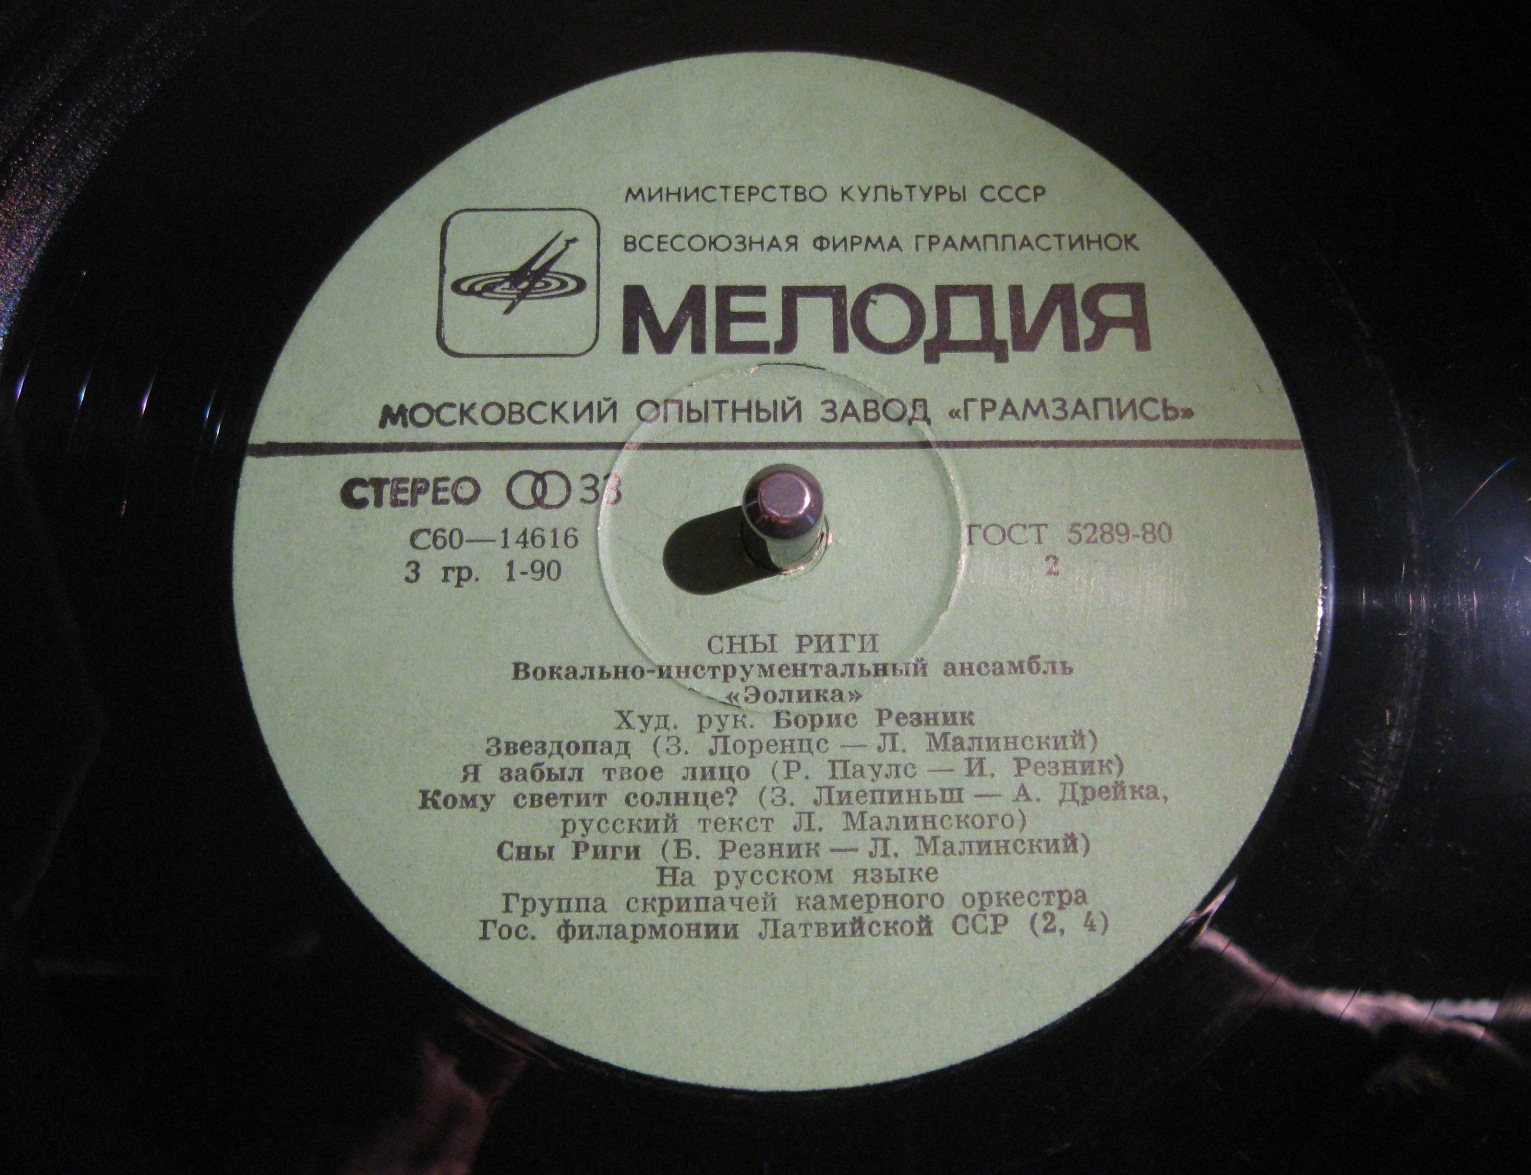 МИНИСТЕРСТВО КУЛЬТУРЫ СССР
ВСЕСОЮЗНАЯ ФИРМА ГРАМПЛАСТИНОК
МЕЛОДИЯ
МОСКОВСКИЙ ОПЫТНЫЙ ЗАВОД «ГРАМЗАПИСЬ»
СТЕРЕО 33
С60—14616
3 гр. 1-90
ГОСТ 5289-80
2
СНЫ РИГИ
Вокально-инструментальный ансамбль
«Эолика»
Худ. рук. Борис Резник
Звездопад (З. Лоренцс — Л. Малинский)
Я забыл твое лицо (Р. Паулс — И. Резник)
Кому светит солнце? (З. Лиепиньш — А. Дрейка,
русский текст Л. Малинского)
Сны Риги (Б. Резник — Л. Малинский)
На русском языке
Группа скрипачей камерного оркестра
Гос. филармонии Латвийской ССР (2, 4)